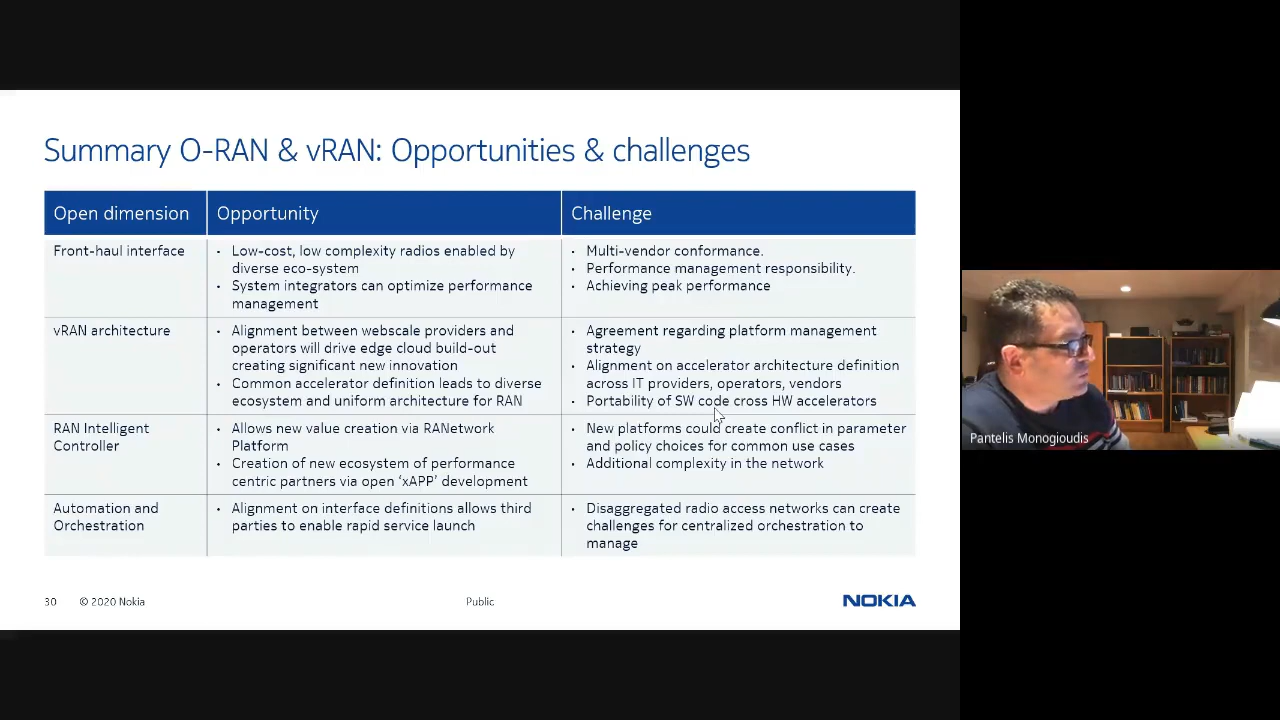 Summary O-RAN & vRAN: Opportunities & challenges
Open dimension
Opportunity
Challenge
Front-haul interface
• Low-cost, low complexity radios enabled by
diverse eco-system
• System integrators can optimize performance
management
• Multi-vendor conformance.
• Performance management responsibility.
• Achieving peak performance
vRAN architecture
• Alignment between webscale providers and
operators will drive edge cloud build-out
creating significant new innovation
• Common accelerator definition leads to diverse
ecosystem and uniform architecture for RAN
• Agreement regarding platform management
strategy
• Alignment on accelerator architecture definition
across IT providers, operators, vendors
• Portability of SW code cross HW accelerators
RAN Intelligent
Controller
• Allows new value creation via RANetwork
Platform
• Creation of new ecosystem of performance
centric partners via open ‘xAPP’ development
• New platforms could create conflict in parameter
and policy choices for common use cases
• Additional complexity in the network
Automation and
Orchestration
• Alignment on interface definitions allows third
parties to enable rapid service launch
• Disaggregated radio access networks can create
challenges for centralized orchestration to
manage
30
© 2020 Nokia
Public
NOKIA
Pantelis Monogioudis